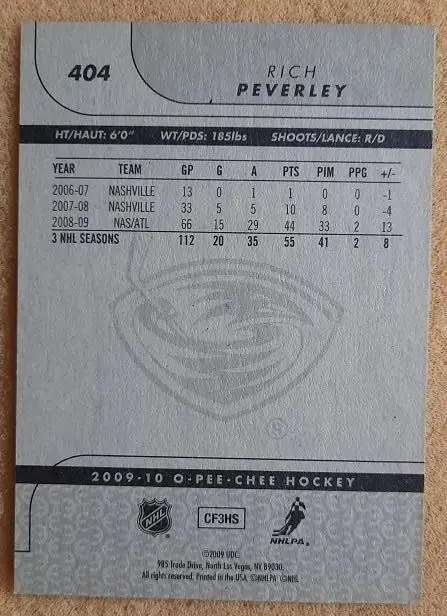 404
RICH
PEVERLEY
HT/HAUT: 6'0" WT/PDS: 185lbs SHOOTS/LANCE: R/D
YEAR TEAM GP G A PTS PIM PPG +/-
2006-07 NASHVILLE 13 0 1 1 0 0 -1
2007-08 NASHVILLE 33 5 5 10 8 0 -4
2008-09 NAS/ATL 66 15 29 44 33 2 13
3 NHL SEASONS 112 20 35 55 41 2 8
®
2009-10 O-PEE-CHEE HOCKEY
NHL CF3HS NHLPA®
©2009 UDC.
985 Trade Drive, North Las Vegas, NV 89030.
All rights reserved. Printed in the USA. ©NHLPA ©NHL